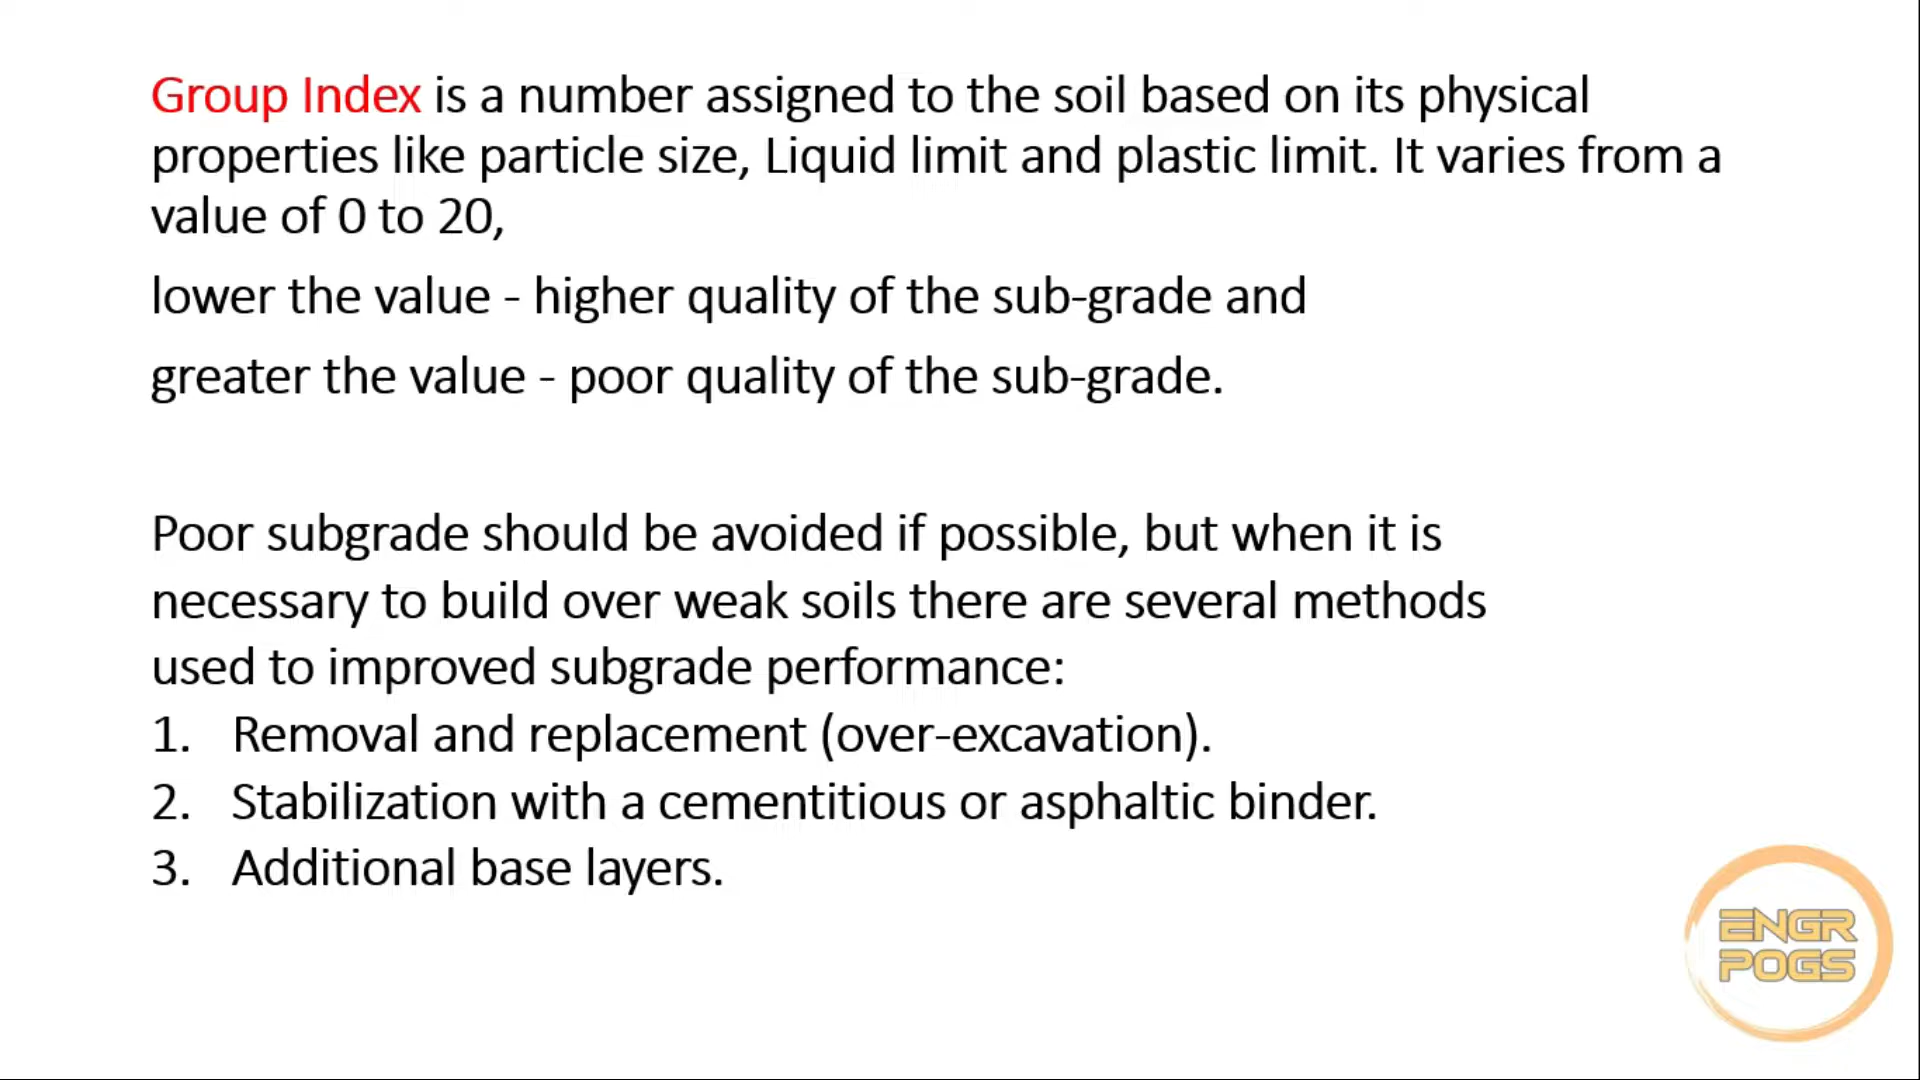 Group Index is a number assigned to the soil based on its physical
properties like particle size, Liquid limit and plastic limit. It varies from a
value of 0 to 20,
lower the value - higher quality of the sub-grade and
greater the value - poor quality of the sub-grade.
Poor subgrade should be avoided if possible, but when it is
necessary to build over weak soils there are several methods
used to improved subgrade performance:
1. Removal and replacement (over-excavation).
2. Stabilization with a cementitious or asphaltic binder.
3. Additional base layers.
ENGR
POGS